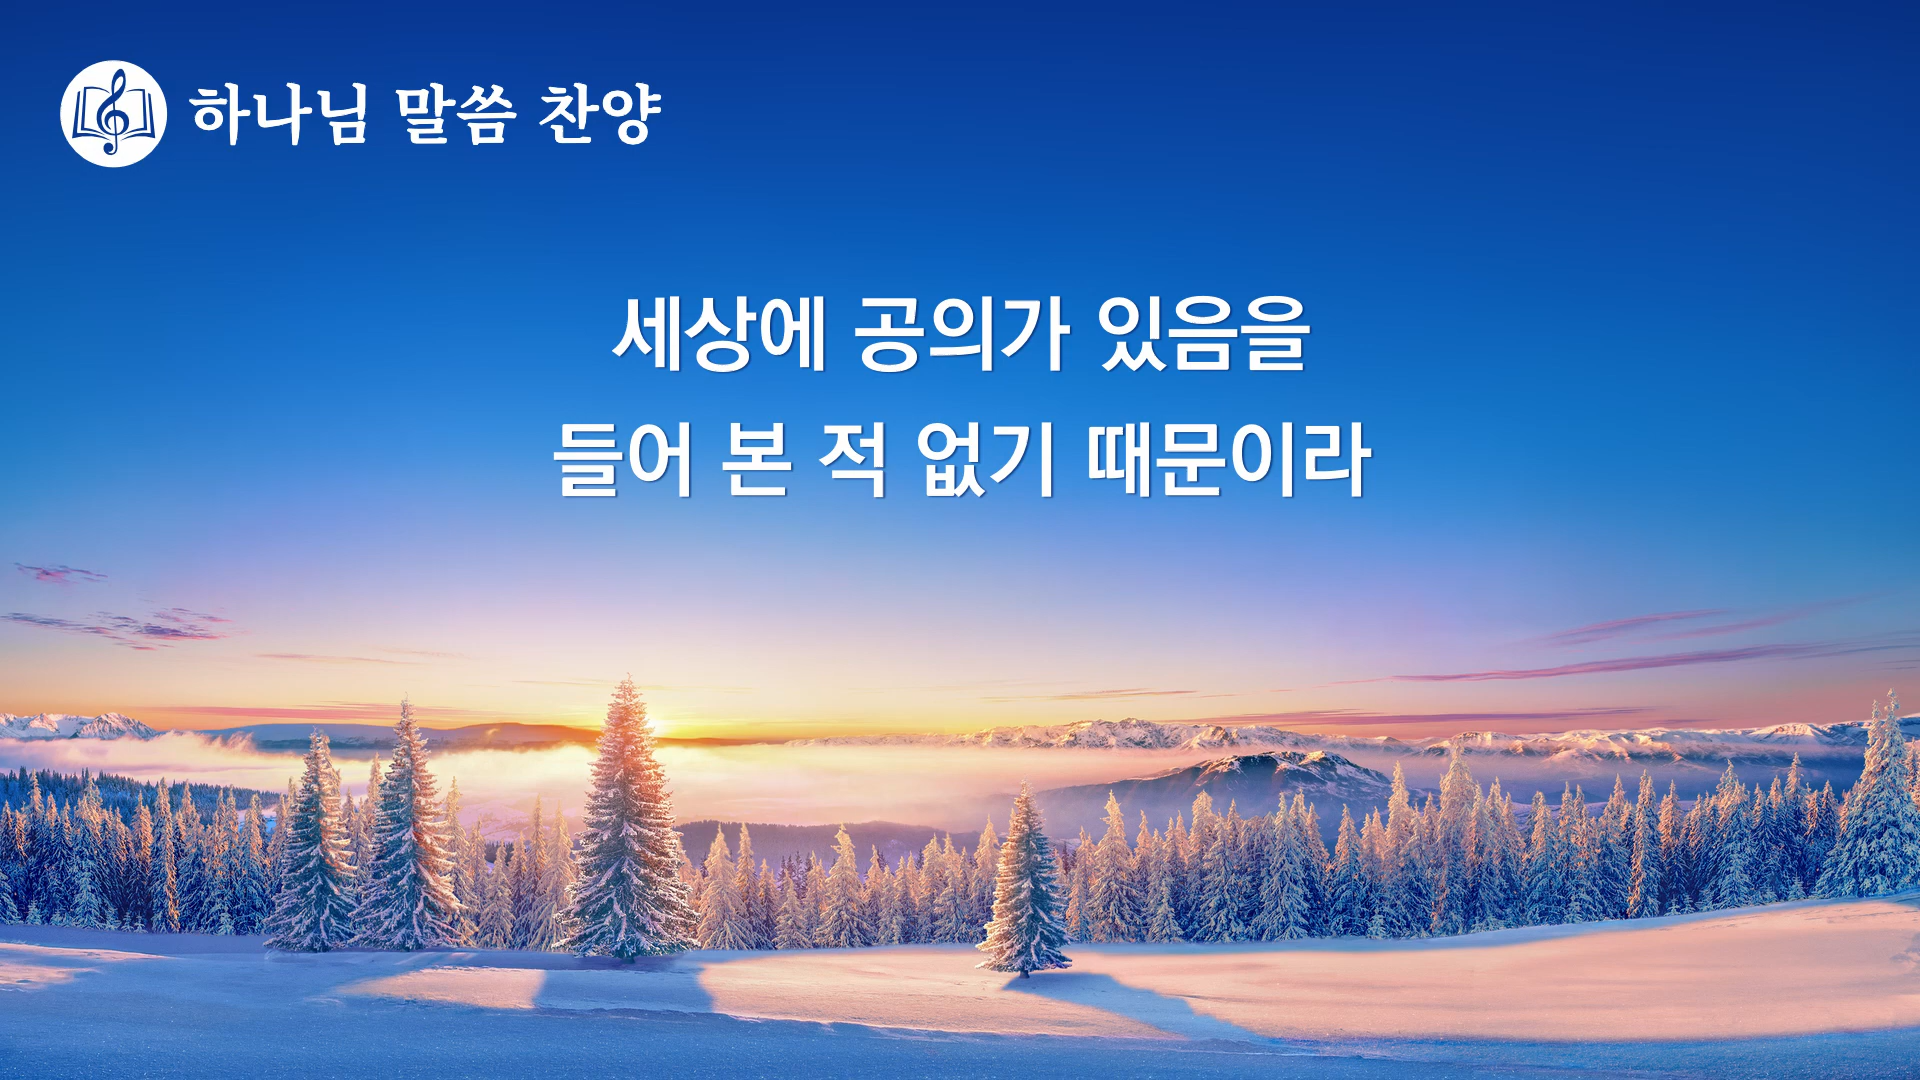 하나님 말씀 찬양
세상에 공의가 있음을
들어 본 적 없기 때문이라